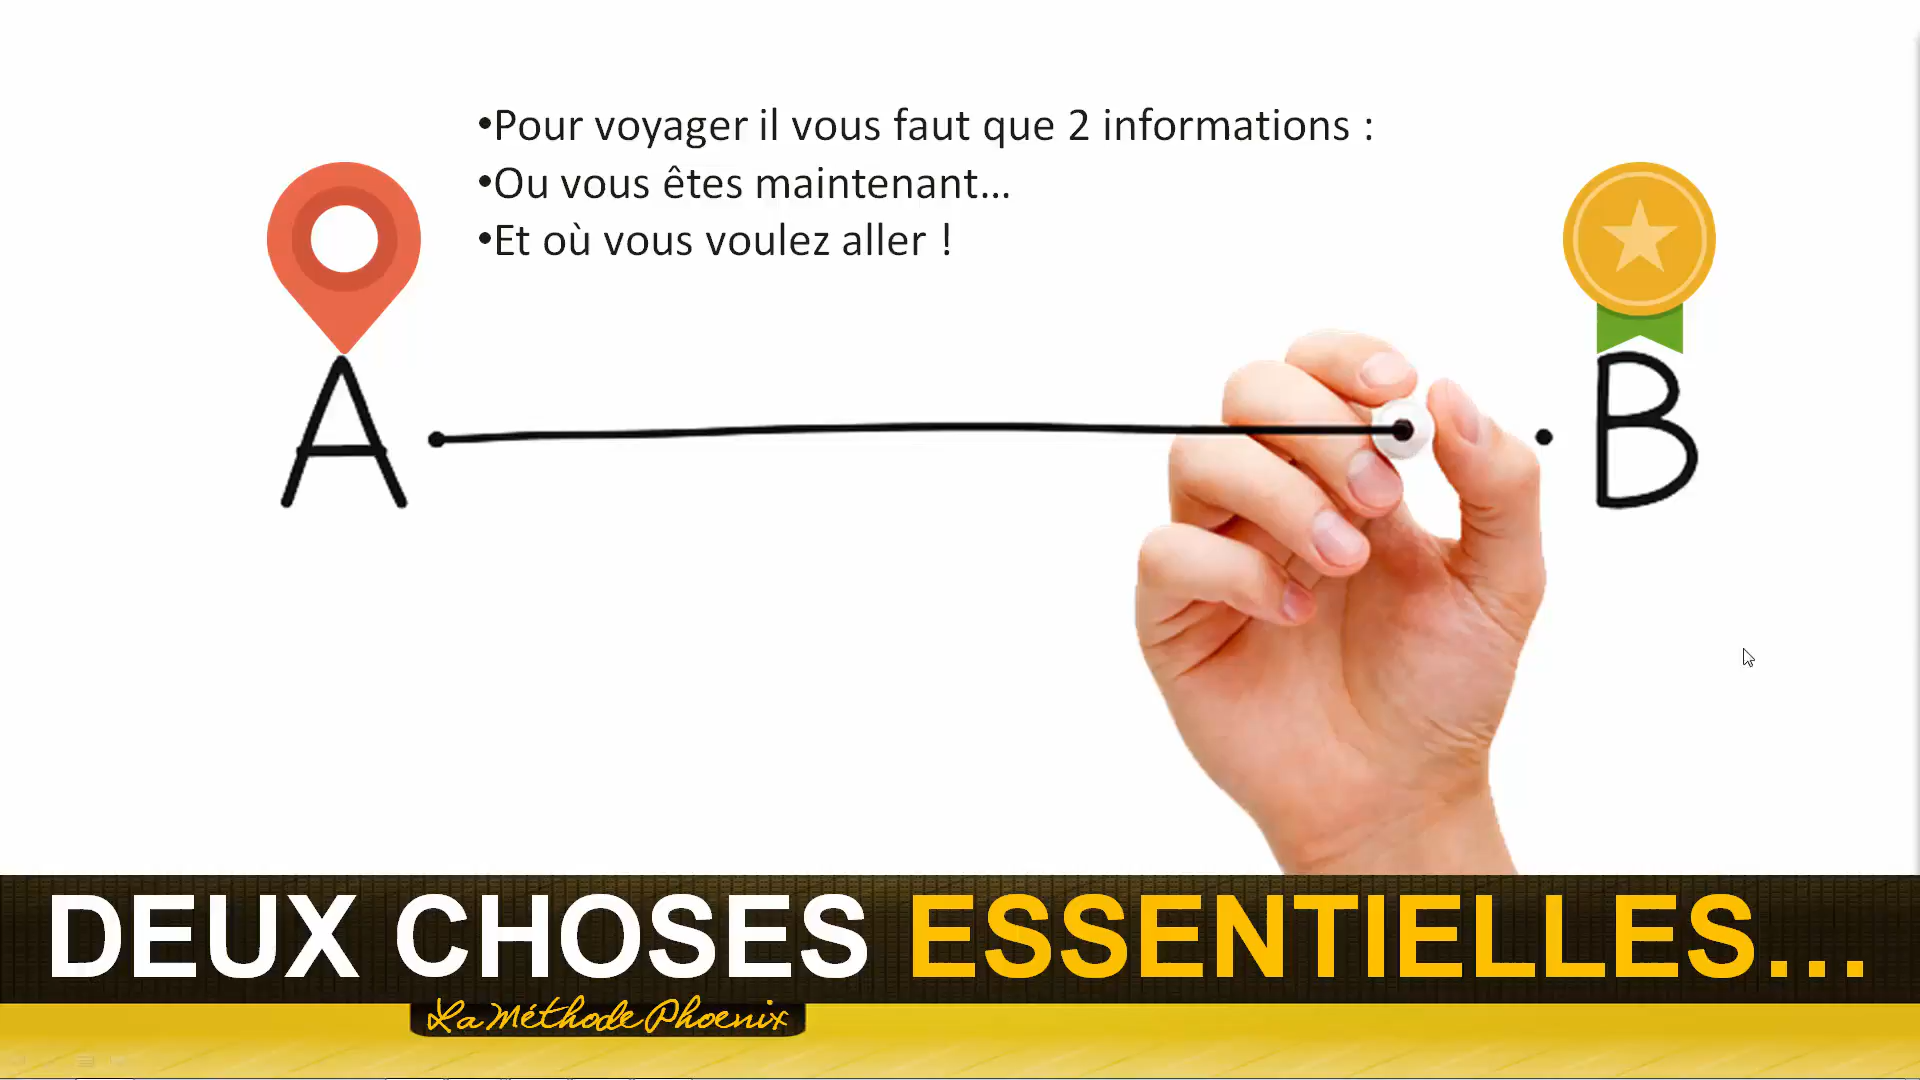 •Pour voyager il vous faut que 2 informations :
•Ou vous êtes maintenant...
•Et où vous voulez aller !
A
B
DEUX CHOSES ESSENTIELLES...
La Méthode Phoenix